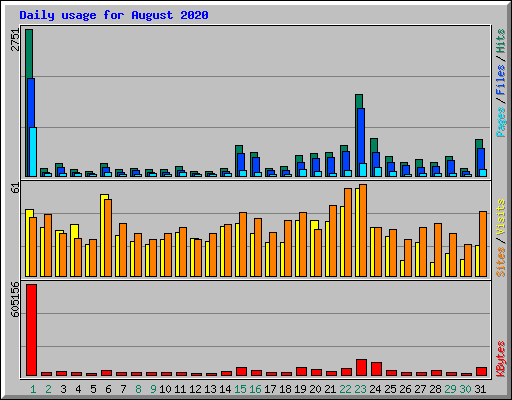 Daily usage for August 2020
2751
Pages / Files / Hits
61
Sites / Visits
605156
KBytes
1 2 3 4 5 6 7 8 9 10 11 12 13 14 15 16 17 18 19 20 21 22 23 24 25 26 27 28 29 30 31